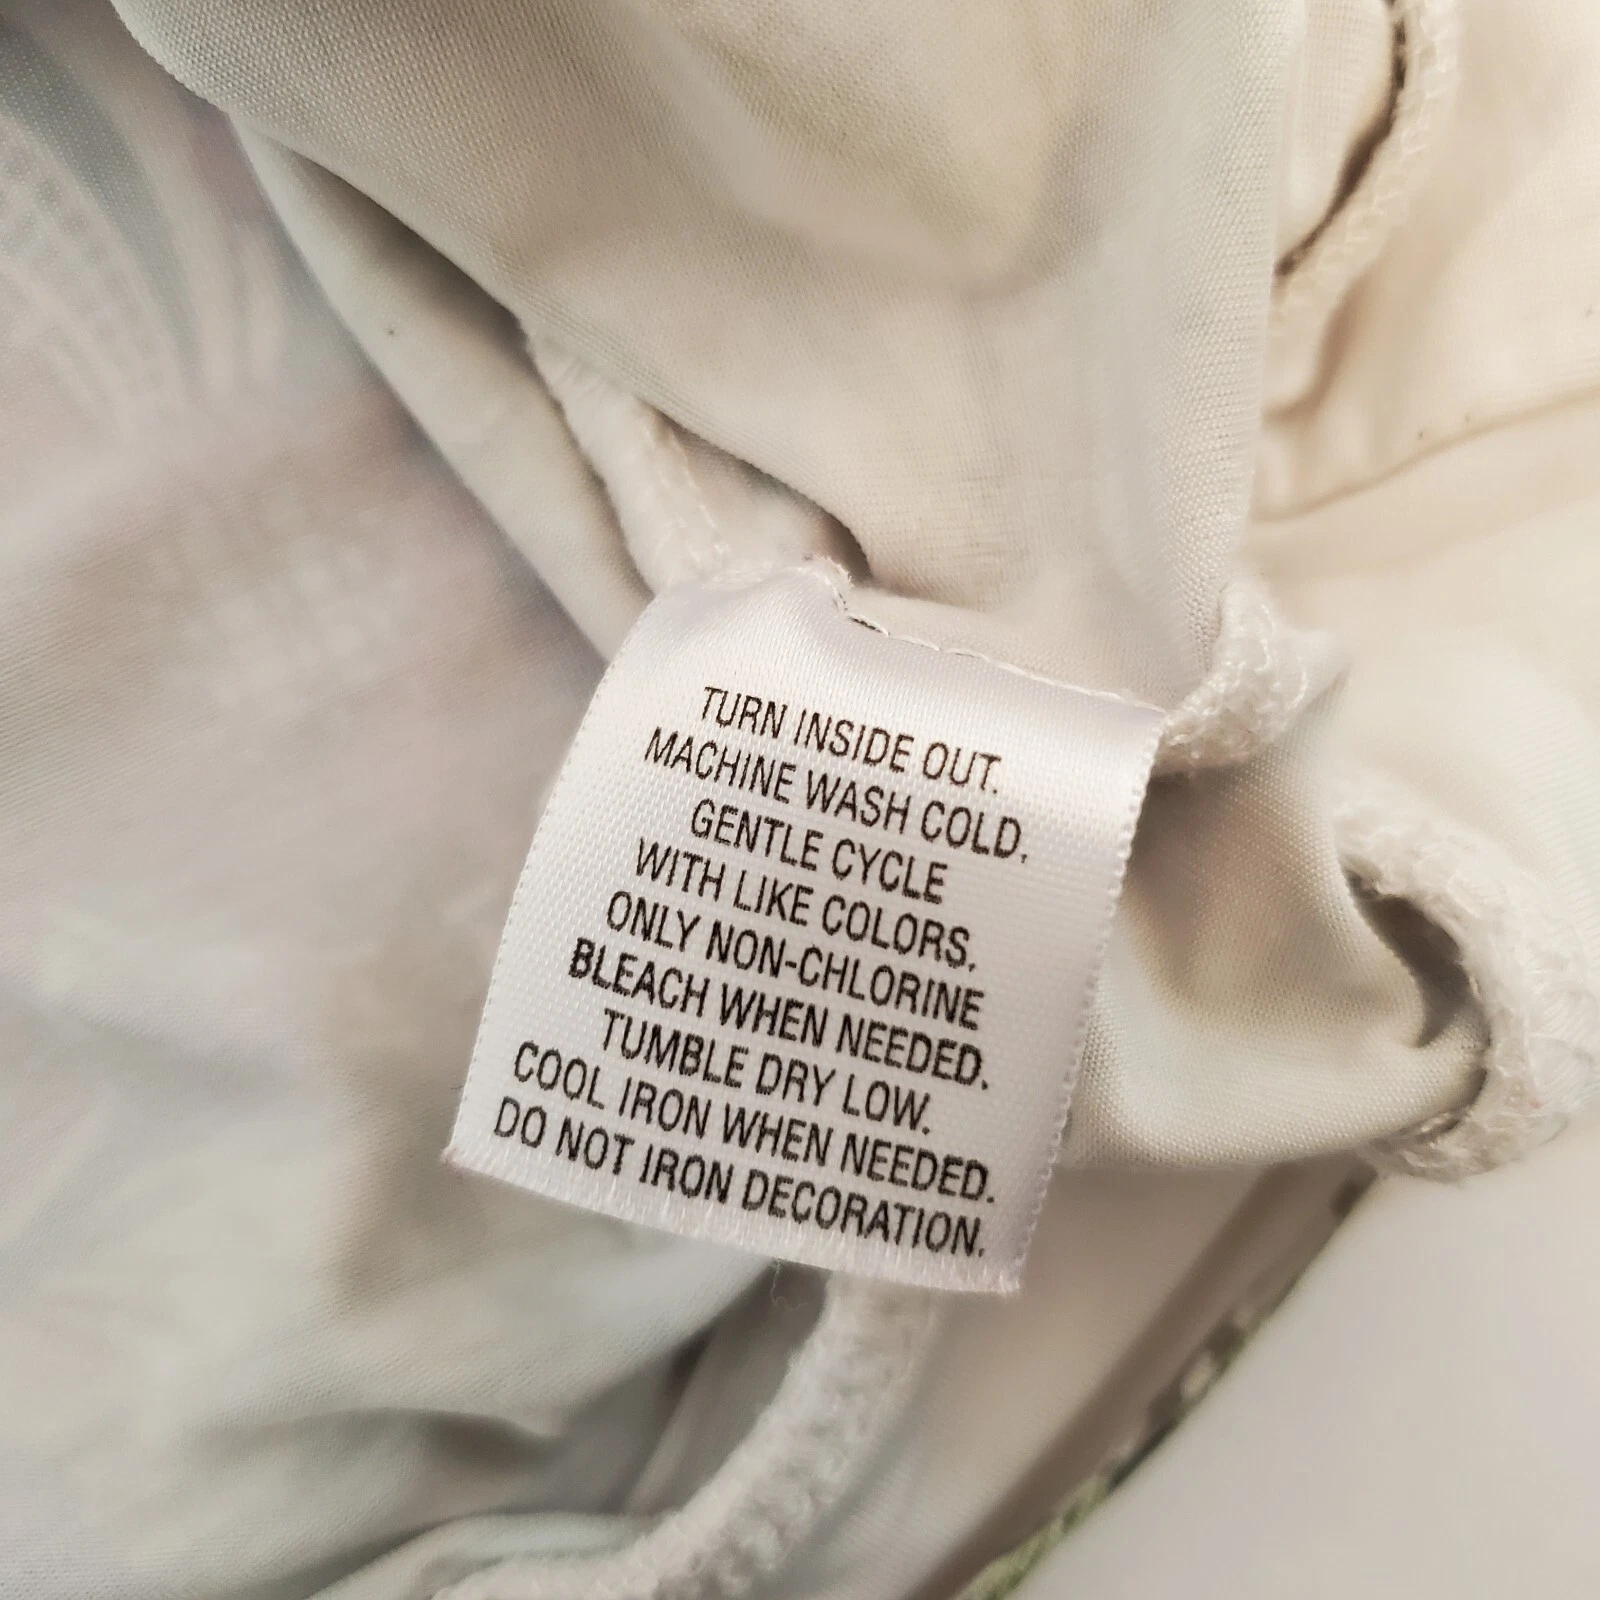 TURN INSIDE OUT.
MACHINE WASH COLD.
GENTLE CYCLE
WITH LIKE COLORS.
ONLY NON-CHLORINE
BLEACH WHEN NEEDED.
TUMBLE DRY LOW.
COOL IRON WHEN NEEDED.
DO NOT IRON DECORATION.